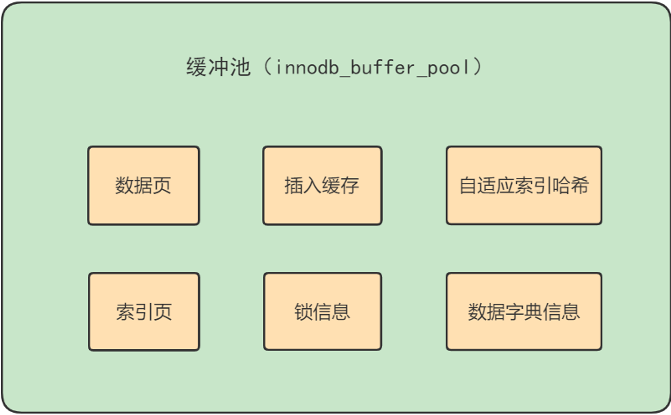 缓冲池（innodb_buffer_pool）
数据页
插入缓存
自适应索引哈希
索引页
锁信息
数据字典信息